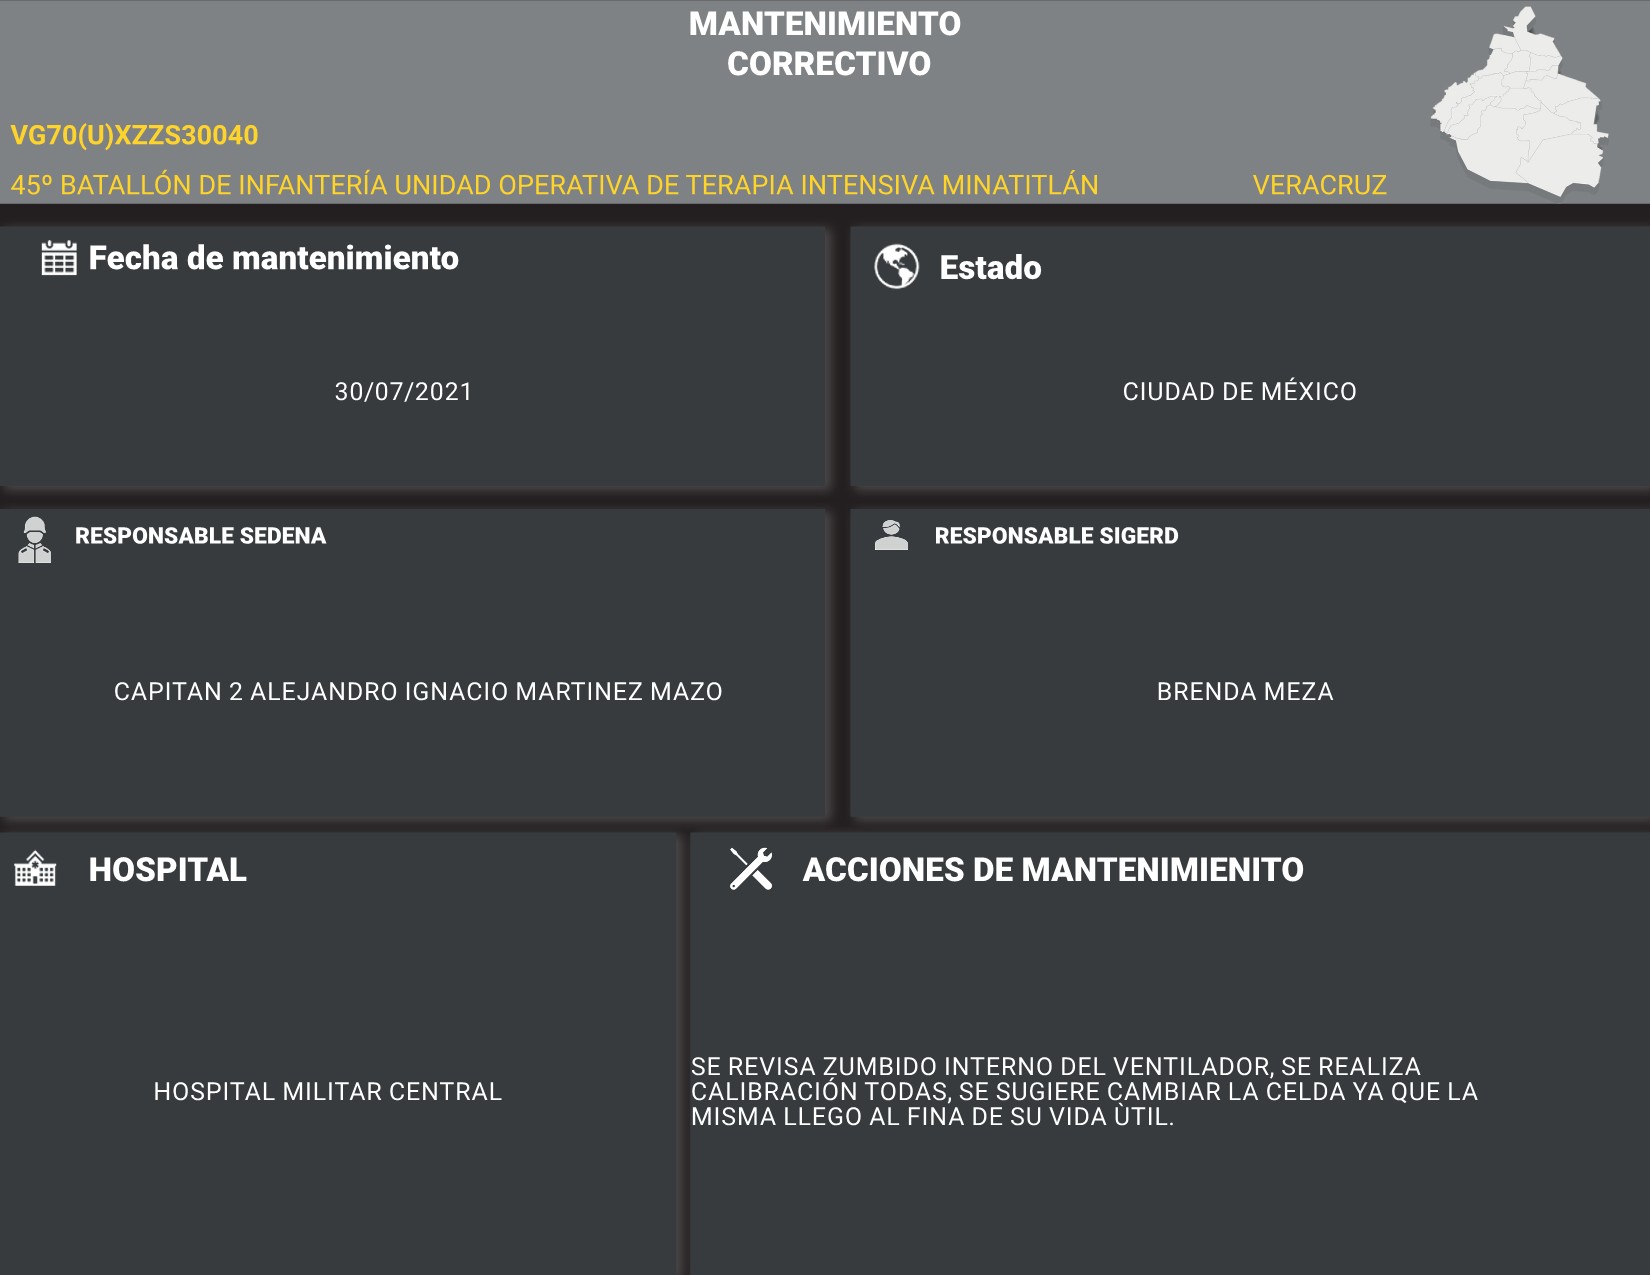 MANTENIMIENTO
CORRECTIVO
VG70(U)XZZS30040
45º BATALLÓN DE INFANTERÍA UNIDAD OPERATIVA DE TERAPIA INTENSIVA MINATITLÁN VERACRUZ
Fecha de mantenimiento
30/07/2021
Estado
CIUDAD DE MÉXICO
RESPONSABLE SEDENA
CAPITAN 2 ALEJANDRO IGNACIO MARTINEZ MAZO
RESPONSABLE SIGERD
BRENDA MEZA
HOSPITAL
HOSPITAL MILITAR CENTRAL
ACCIONES DE MANTENIMIENITO
SE REVISA ZUMBIDO INTERNO DEL VENTILADOR, SE REALIZA
CALIBRACIÓN TODAS, SE SUGIERE CAMBIAR LA CELDA YA QUE LA
MISMA LLEGO AL FINA DE SU VIDA ÙTIL.